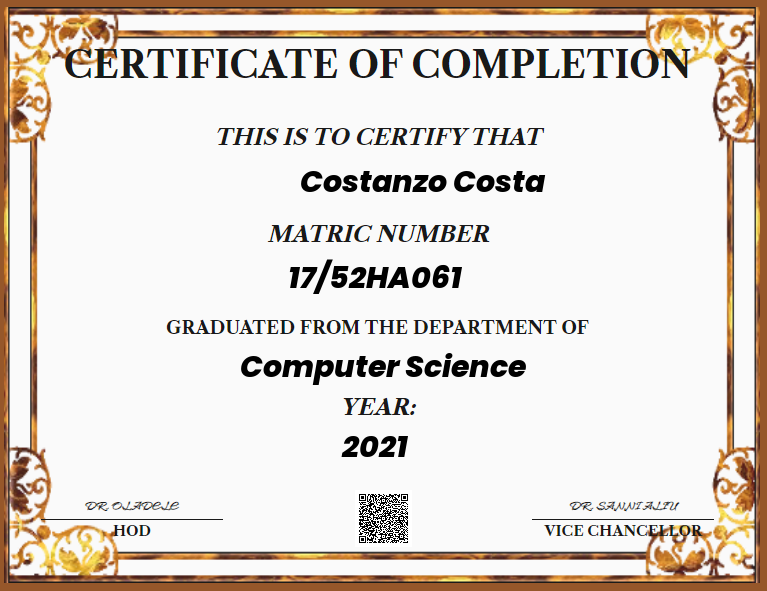 CERTIFICATE OF COMPLETION
THIS IS TO CERTIFY THAT
Costanzo Costa
MATRIC NUMBER
17/52HA061
GRADUATED FROM THE DEPARTMENT OF
Computer Science
YEAR:
2021
DR. OLADELE
DR. SANNI ALIU
HOD
VICE CHANCELLOR